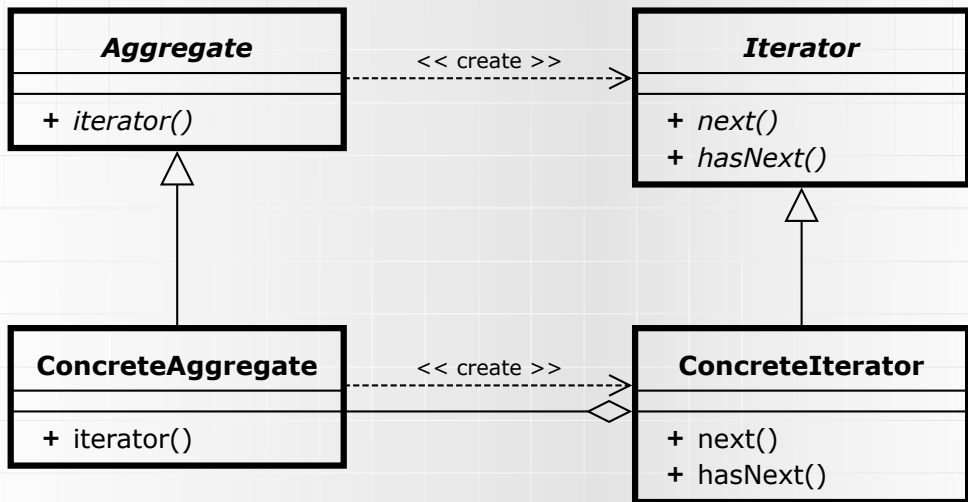 Aggregate
<< create >>
Iterator
+ iterator()
+ next()
+ hasNext()
ConcreteAggregate
<< create >>
ConcreteIterator
+ iterator()
+ next()
+ hasNext()